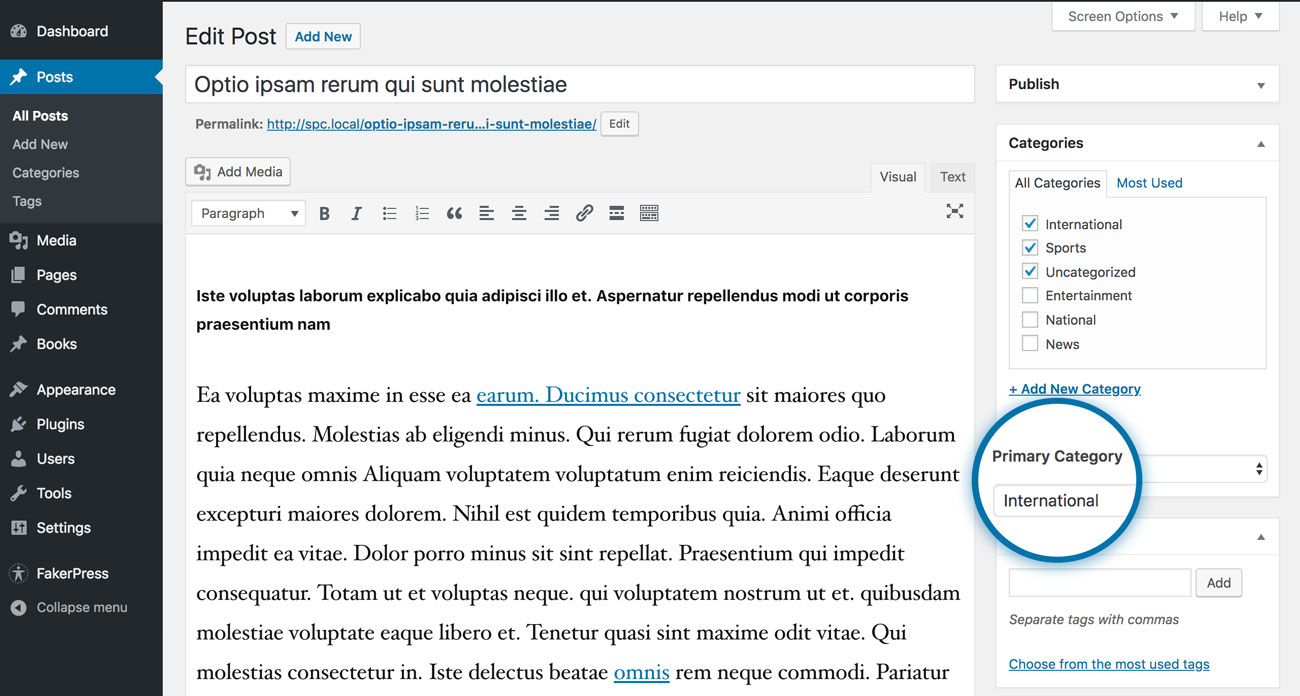 Dashboard
Posts
All Posts
Add New
Categories
Tags
Media
Pages
Comments
Books
Appearance
Plugins
Users
Tools
Settings
FakerPress
Collapse menu
Screen Options
Help
Edit Post
Add New
Optio ipsam rerum qui sunt molestiae
Permalink: http://spc.local/optio-ipsam-reru…i-sunt-molestiae/ Edit
Add Media
Visual
Text
Paragraph
Iste voluptas laborum explicabo quia adipisci illo et. Aspernatur repellendus modi ut corporis
praesentium nam
Ea voluptas maxime in esse ea earum. Ducimus consectetur sit maiores quo
repellendus. Molestias ab eligendi minus. Qui rerum fugiat dolorem odio. Laborum
quia neque omnis Aliquam voluptatem voluptatum enim reiciendis. Eaque deserunt
excepturi maiores dolorem. Nihil est quidem temporibus quia. Animi officia
impedit ea vitae. Dolor porro minus sit sint repellat. Praesentium qui impedit
consequatur. Totam ut et voluptas neque. qui voluptatem nostrum ut et. quibusdam
molestiae voluptate eaque libero et. Tenetur quasi sint maxime odit vitae. Qui
molestias consectetur in. Iste delectus beatae omnis rem neque commodi. Pariatur
Publish
Categories
All Categories
Most Used
International
Sports
Uncategorized
Entertainment
National
News
+ Add New Category
Primary Category
International
Add
Separate tags with commas
Choose from the most used tags